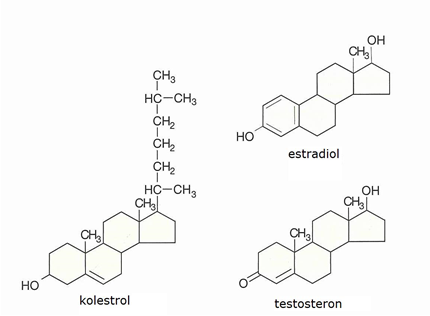 CH₃
HC—CH₃
CH₂
CH₂
CH₂
HC—CH₃
CH₃
CH₃
HO
kolestrol
OH
CH₃
HO
estradiol
OH
CH₃
CH₃
O
testosteron